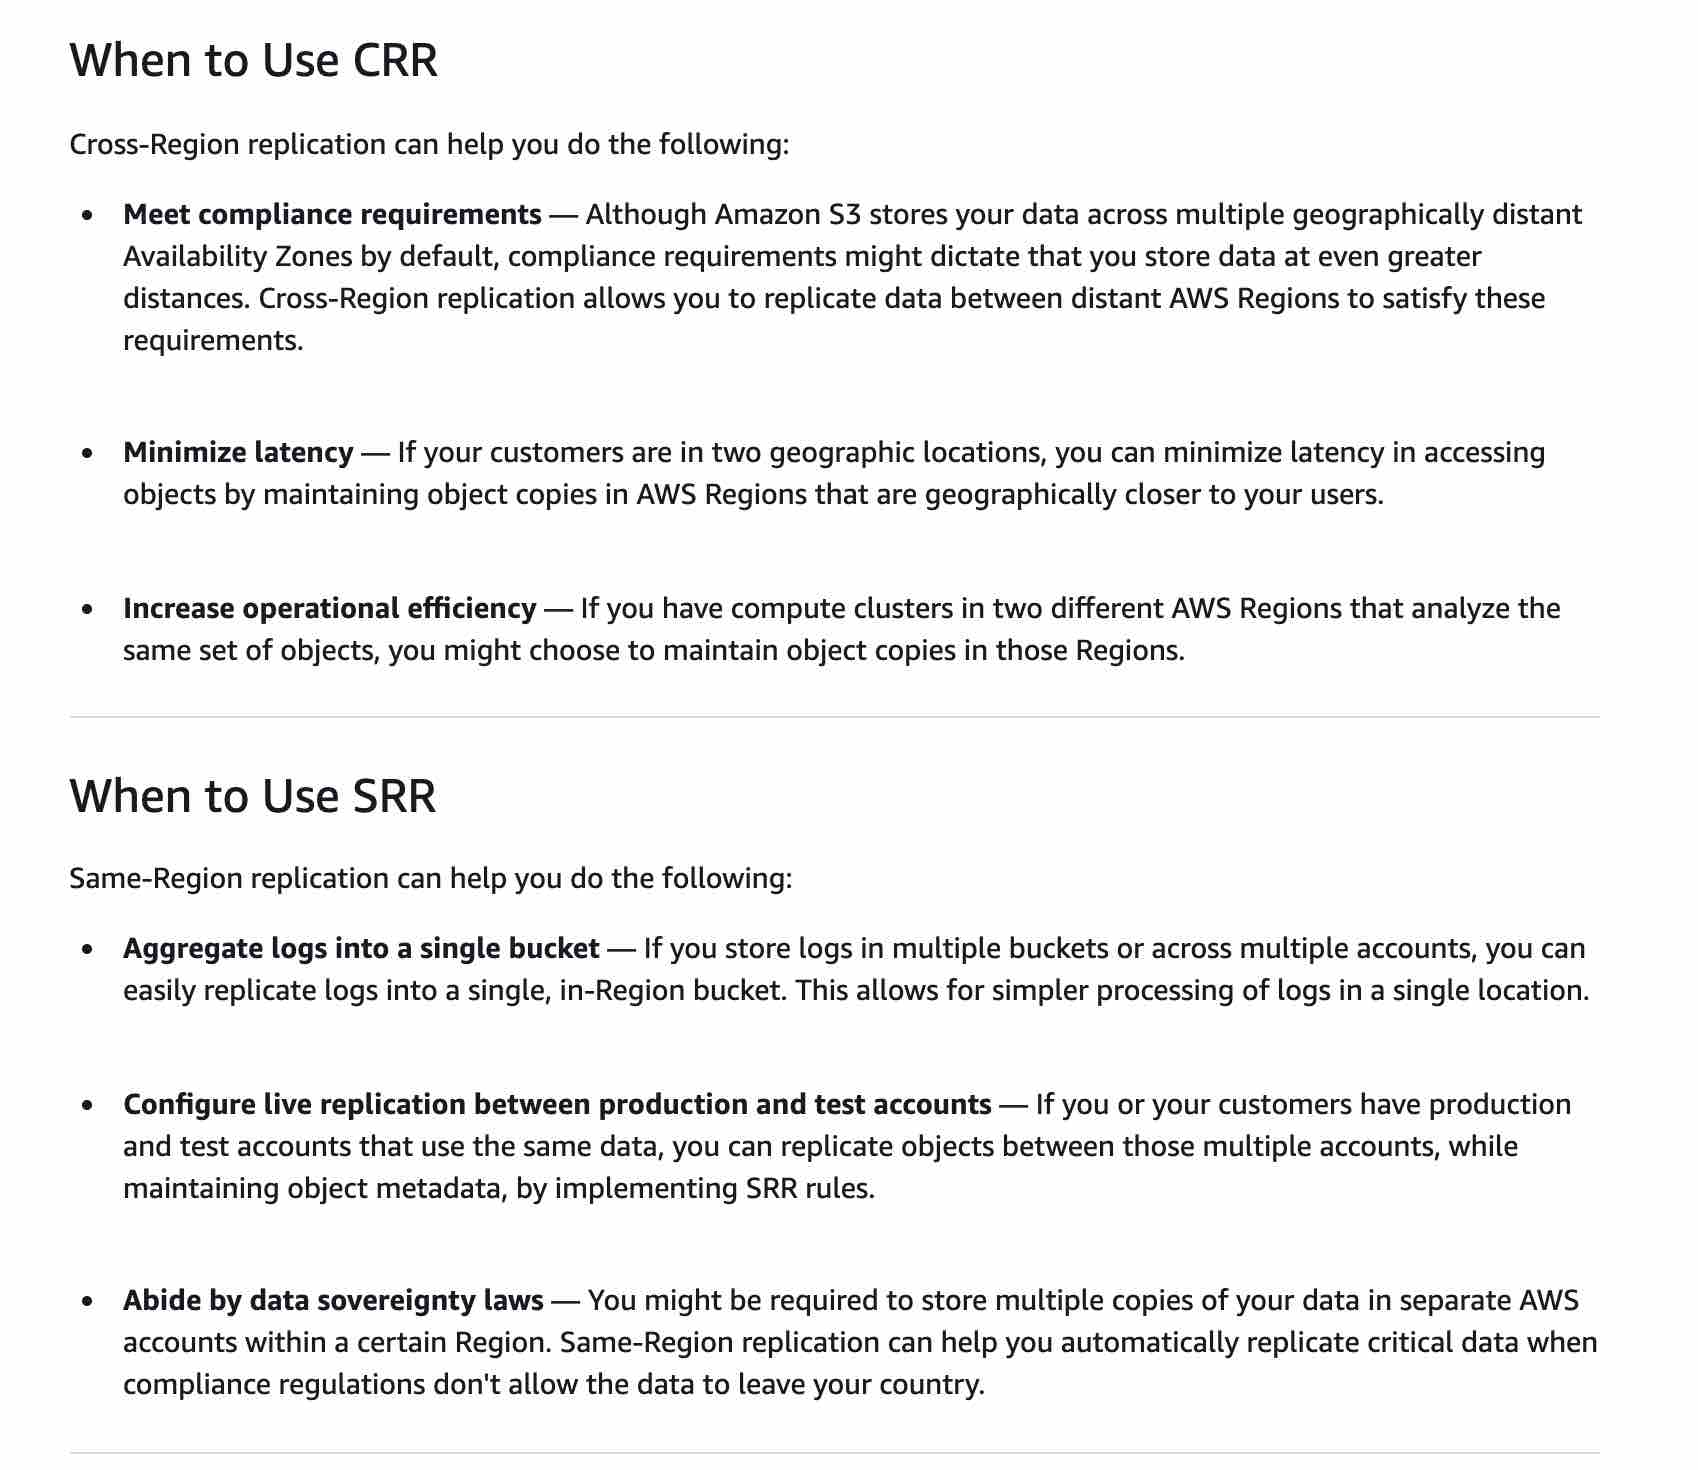 When to Use CRR
Cross-Region replication can help you do the following:
• Meet compliance requirements — Although Amazon S3 stores your data across multiple geographically distant
Availability Zones by default, compliance requirements might dictate that you store data at even greater
distances. Cross-Region replication allows you to replicate data between distant AWS Regions to satisfy these
requirements.
• Minimize latency — If your customers are in two geographic locations, you can minimize latency in accessing
objects by maintaining object copies in AWS Regions that are geographically closer to your users.
• Increase operational efficiency — If you have compute clusters in two different AWS Regions that analyze the
same set of objects, you might choose to maintain object copies in those Regions.
When to Use SRR
Same-Region replication can help you do the following:
• Aggregate logs into a single bucket — If you store logs in multiple buckets or across multiple accounts, you can
easily replicate logs into a single, in-Region bucket. This allows for simpler processing of logs in a single location.
• Configure live replication between production and test accounts — If you or your customers have production
and test accounts that use the same data, you can replicate objects between those multiple accounts, while
maintaining object metadata, by implementing SRR rules.
• Abide by data sovereignty laws — You might be required to store multiple copies of your data in separate AWS
accounts within a certain Region. Same-Region replication can help you automatically replicate critical data when
compliance regulations don't allow the data to leave your country.